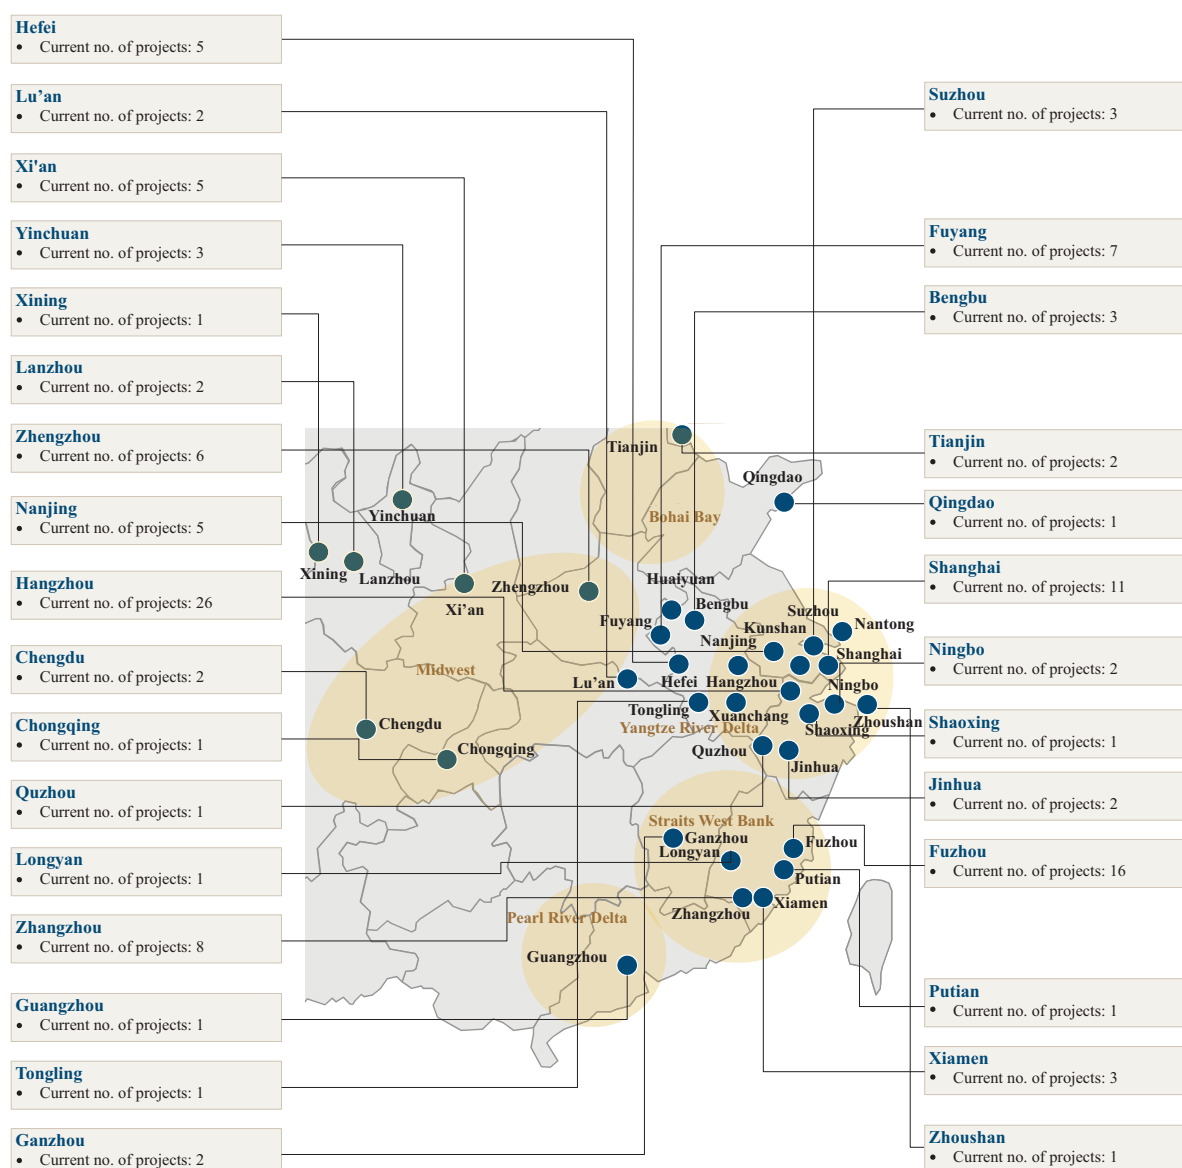 Hefei
• Current no. of projects: 5
Lu’an
• Current no. of projects: 2
Xi'an
• Current no. of projects: 5
Yinchuan
• Current no. of projects: 3
Xining
• Current no. of projects: 1
Lanzhou
• Current no. of projects: 2
Zhengzhou
• Current no. of projects: 6
Nanjing
• Current no. of projects: 5
Hangzhou
• Current no. of projects: 26
Chengdu
• Current no. of projects: 2
Chongqing
• Current no. of projects: 1
Quzhou
• Current no. of projects: 1
Longyan
• Current no. of projects: 1
Zhangzhou
• Current no. of projects: 8
Guangzhou
• Current no. of projects: 1
Tongling
• Current no. of projects: 1
Ganzhou
• Current no. of projects: 2
Tianjin
Qingdao
Bohai Bay
Yinchuan
Xining
Lanzhou
Xi’an
Zhengzhou
Huaiyuan
Bengbu
Fuyang
Suzhou
Nantong
Kunshan
Nanjing
Shanghai
Midwest
Lu’an
Hefei
Hangzhou
Ningbo
Tongling
Xuanchang
Zhoushan
Yangtze River Delta
Shaoxing
Chengdu
Chongqing
Quzhou
Jinhua
Straits West Bank
Ganzhou
Fuzhou
Longyan
Putian
Zhangzhou
Xiamen
Pearl River Delta
Guangzhou
Suzhou
• Current no. of projects: 3
Fuyang
• Current no. of projects: 7
Bengbu
• Current no. of projects: 3
Tianjin
• Current no. of projects: 2
Qingdao
• Current no. of projects: 1
Shanghai
• Current no. of projects: 11
Ningbo
• Current no. of projects: 2
Shaoxing
• Current no. of projects: 1
Jinhua
• Current no. of projects: 2
Fuzhou
• Current no. of projects: 16
Putian
• Current no. of projects: 1
Xiamen
• Current no. of projects: 3
Zhoushan
• Current no. of projects: 1